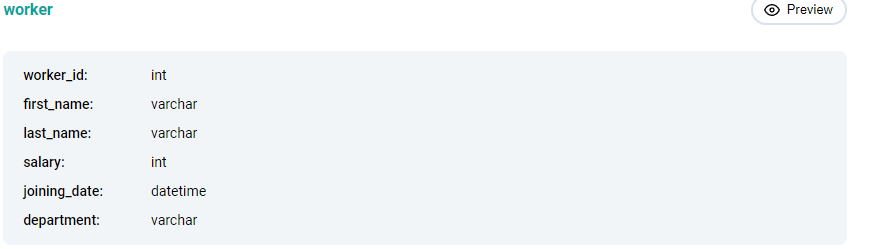 worker
Preview
worker_id: int
first_name: varchar
last_name: varchar
salary: int
joining_date: datetime
department: varchar